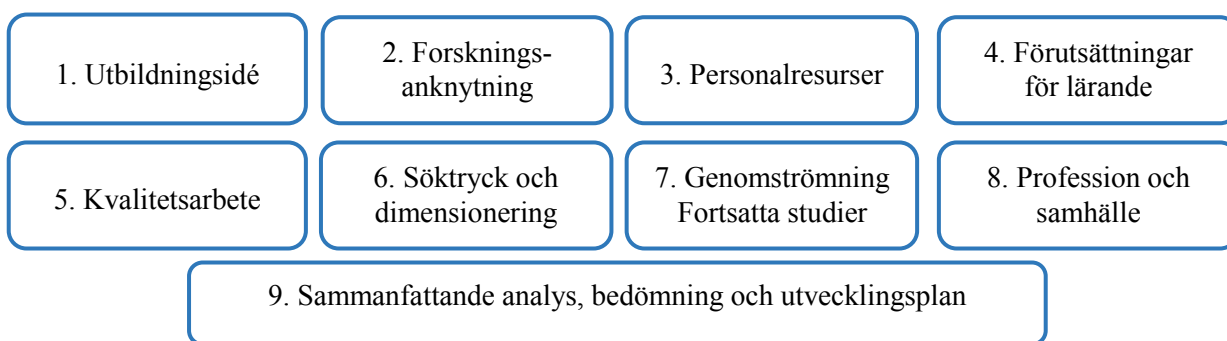 1. Utbildningsidé
2. Forsknings-
anknytning
3. Personalresurser
4. Förutsättningar
för lärande
5. Kvalitetsarbete
6. Söktryck och
dimensionering
7. Genomströmning
Fortsatta studier
8. Profession och
samhälle
9. Sammanfattande analys, bedömning och utvecklingsplan